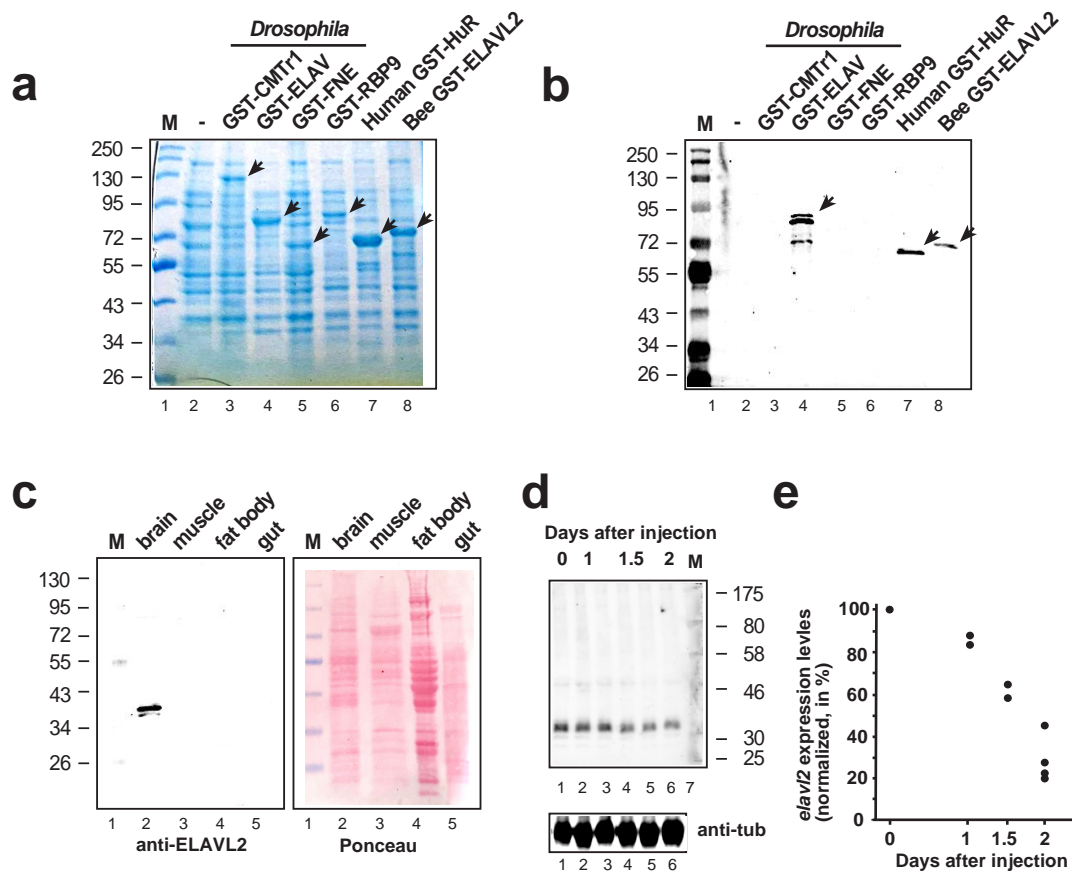 a
Drosophila
M - GST-CMTr1 GST-ELAV GST-FNE GST-RBP9 Human GST-HuR Bee GST-ELAVL2
250
130
95
72
55
43
34
26
1 2 3 4 5 6 7 8
b
Drosophila
M - GST-CMTr1 GST-ELAV GST-FNE GST-RBP9 Human GST-HuR Bee GST-ELAVL2
250
130
95
72
55
43
34
26
1 2 3 4 5 6 7 8
c
M brain muscle fat body gut
130
95
72
55
43
34
26
1 2 3 4 5
anti-ELAVL2
M brain muscle fat body gut
1 2 3 4 5
Ponceau
d
Days after injection
0 1 1.5 2 M
175
80
58
46
30
25
1 2 3 4 5 6 7
anti-tub
1 2 3 4 5 6
e
elavl2 expression levles
(normalized, in %)
100
80
60
40
20
0
0 1 1.5 2
Days after injection